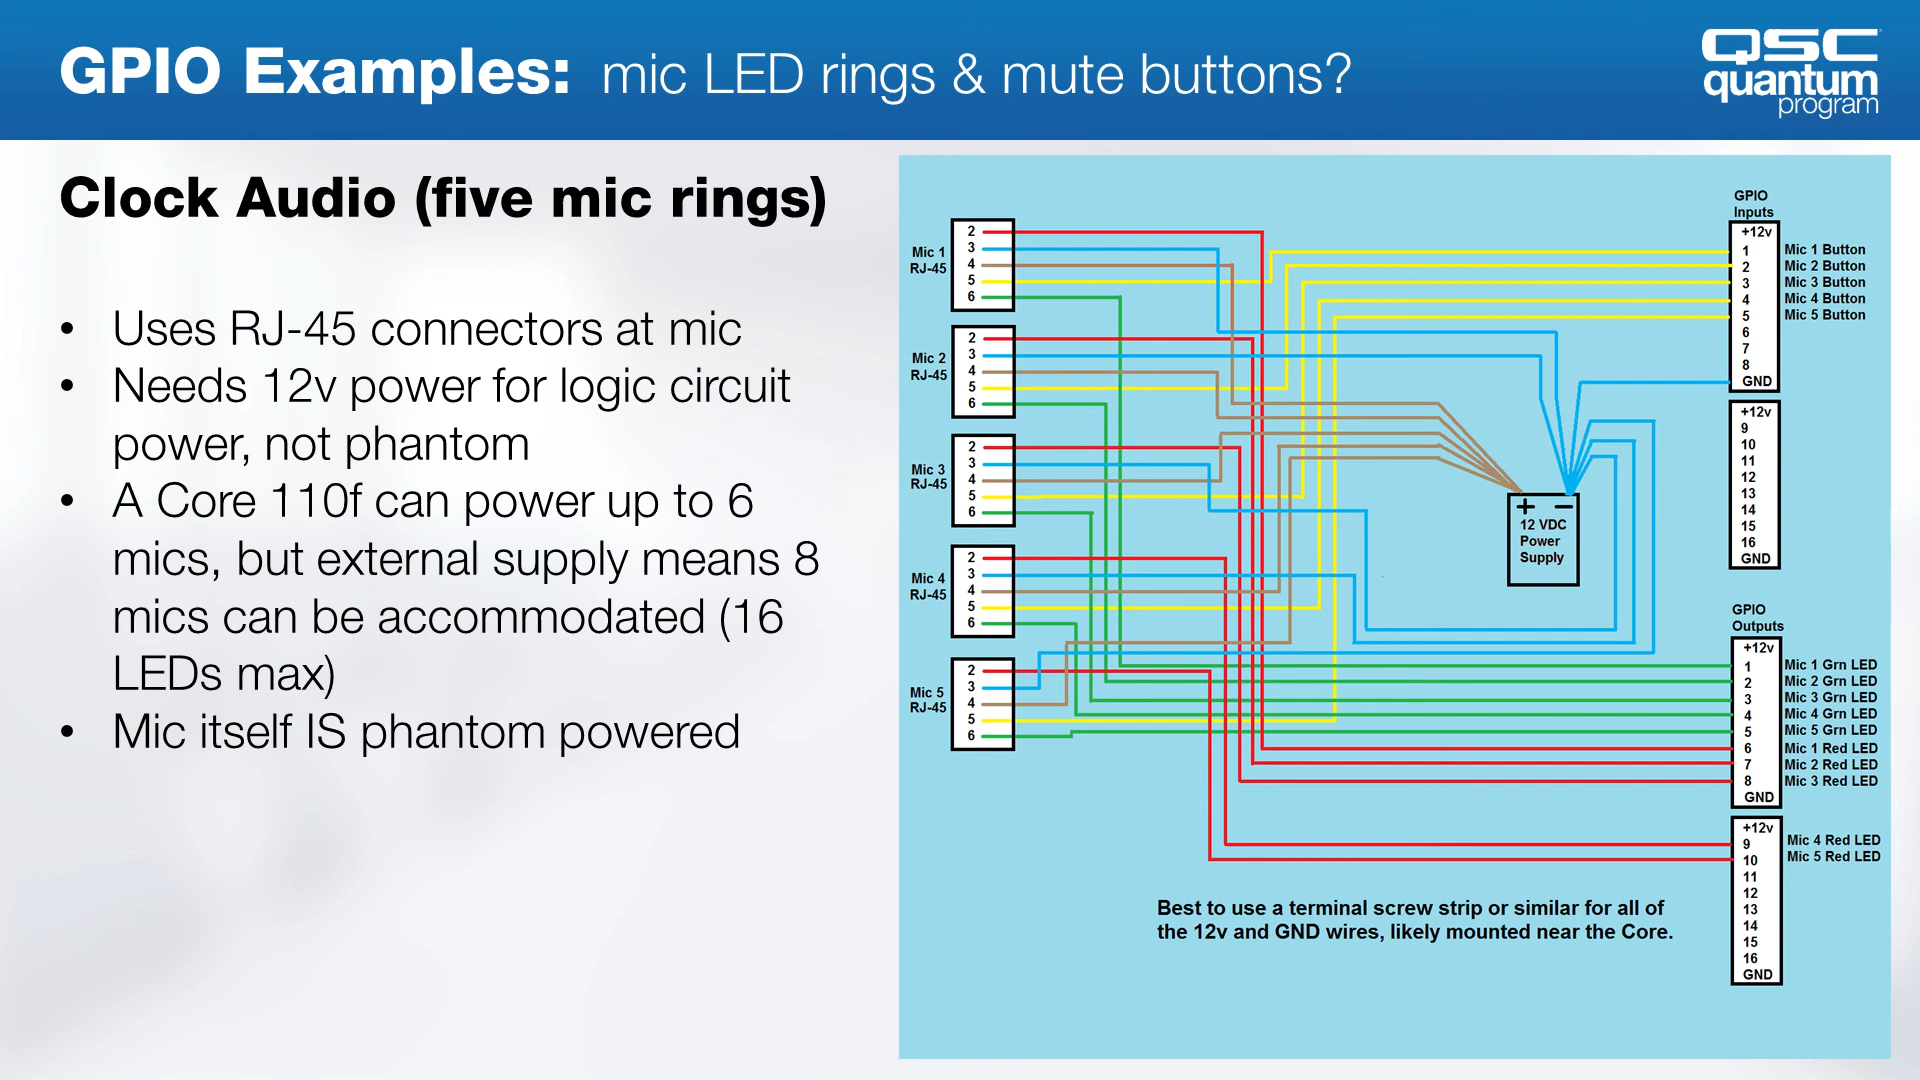 GPIO Examples: mic LED rings & mute buttons?
QSC
quantum
program
Clock Audio (five mic rings)
• Uses RJ-45 connectors at mic
• Needs 12v power for logic circuit
power, not phantom
• A Core 110f can power up to 6
mics, but external supply means 8
mics can be accommodated (16
LEDs max)
• Mic itself IS phantom powered
Mic 1
RJ-45
2
3
4
5
6
Mic 2
RJ-45
2
3
4
5
6
Mic 3
RJ-45
2
3
4
5
6
Mic 4
RJ-45
2
3
4
5
6
Mic 5
RJ-45
2
3
4
5
6
+ −
12 VDC
Power
Supply
GPIO
Inputs
+12v
1 Mic 1 Button
2 Mic 2 Button
3 Mic 3 Button
4 Mic 4 Button
5 Mic 5 Button
6
7
8
GND
+12v
9
10
11
12
13
14
15
16
GND
GPIO
Outputs
+12v
1 Mic 1 Grn LED
2 Mic 2 Grn LED
3 Mic 3 Grn LED
4 Mic 4 Grn LED
5 Mic 5 Grn LED
6 Mic 1 Red LED
7 Mic 2 Red LED
8 Mic 3 Red LED
GND
+12v
9 Mic 4 Red LED
10 Mic 5 Red LED
11
12
13
14
15
16
GND
Best to use a terminal screw strip or similar for all of
the 12v and GND wires, likely mounted near the Core.